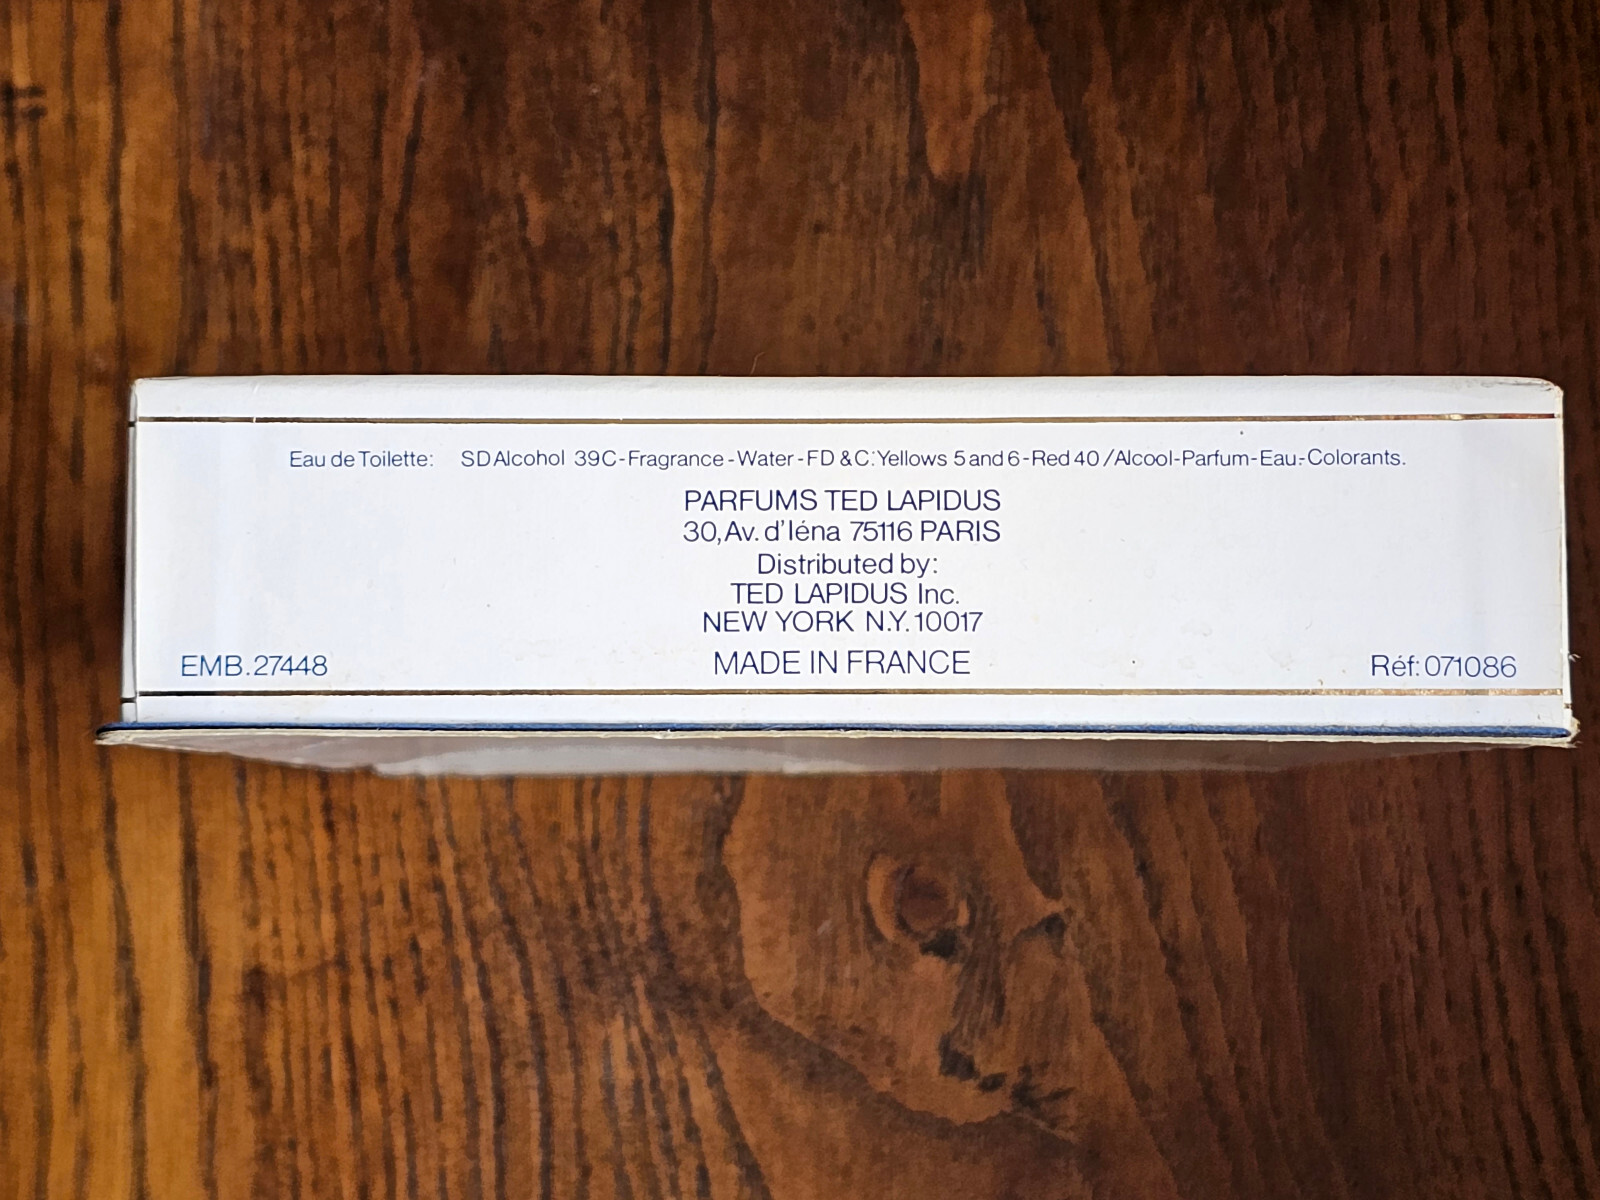 Eau de Toilette: SD Alcohol 39C-Fragrance-Water-FD & C: Yellows 5 and 6-Red 40/Alcool-Parfum-Eau-Colorants.
PARFUMS TED LAPIDUS
30, Av. d'Iéna 75116 PARIS
Distributed by:
TED LAPIDUS Inc.
NEW YORK N.Y. 10017
EMB. 27448 MADE IN FRANCE Réf: 071086